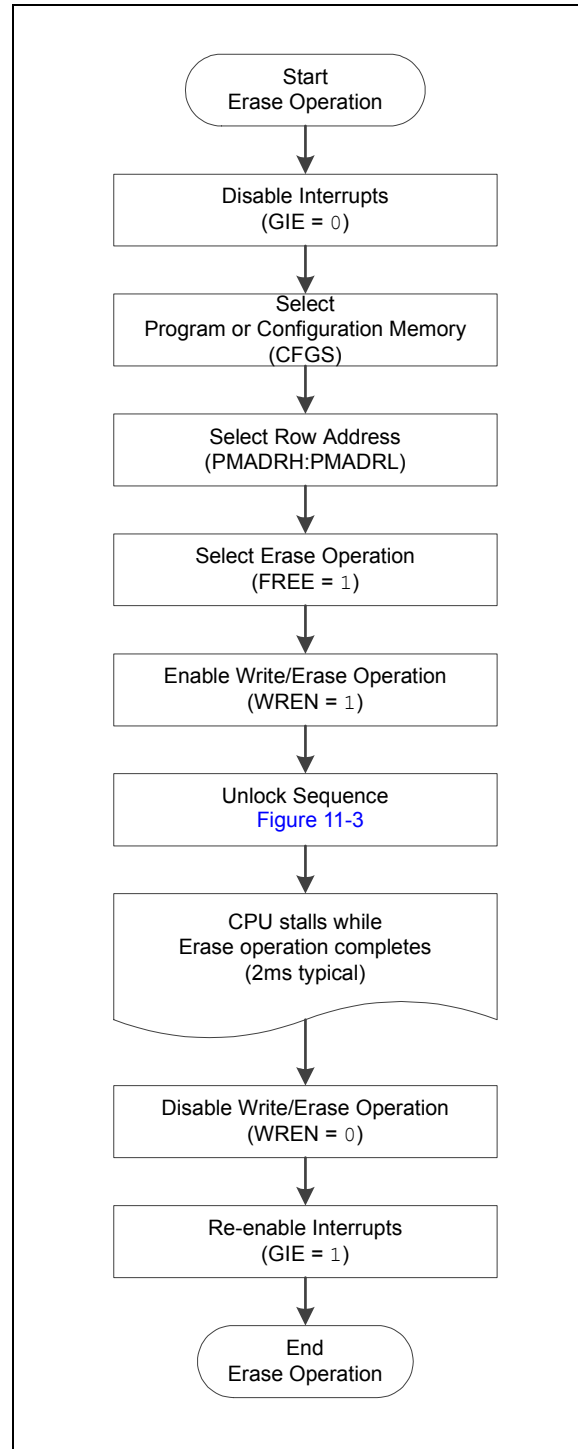 Start
Erase Operation
Disable Interrupts
(GIE = 0)
Select
Program or Configuration Memory
(CFGS)
Select Row Address
(PMADRH:PMADRL)
Select Erase Operation
(FREE = 1)
Enable Write/Erase Operation
(WREN = 1)
Unlock Sequence
Figure 11-3
CPU stalls while
Erase operation completes
(2ms typical)
Disable Write/Erase Operation
(WREN = 0)
Re-enable Interrupts
(GIE = 1)
End
Erase Operation